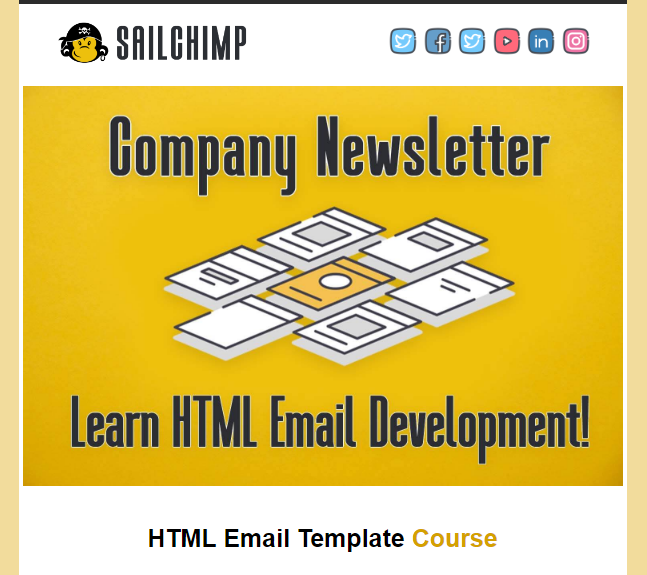 SAILCHIMP
Company Newsletter
Learn HTML Email Development!
HTML Email Template Course